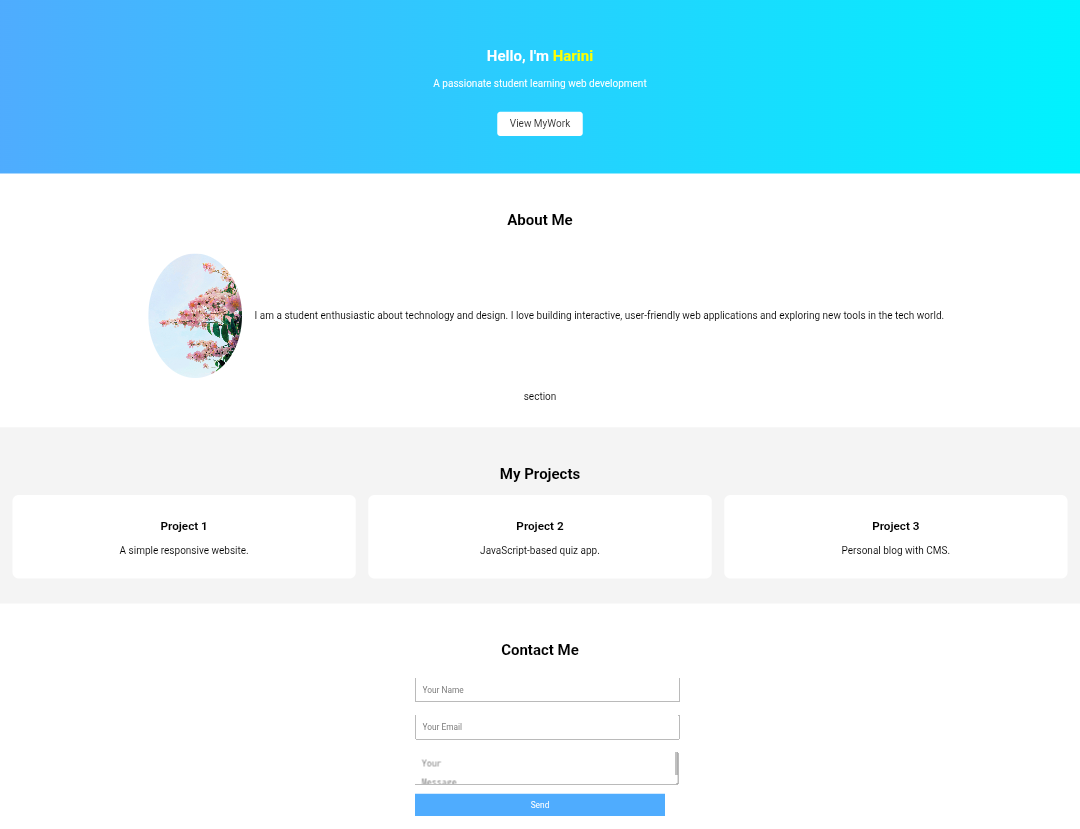 Hello, I'm Harini
A passionate student learning web development
View MyWork
About Me
I am a student enthusiastic about technology and design. I love building interactive, user-friendly web applications and exploring new tools in the tech world.
section
My Projects
Project 1
A simple responsive website.
Project 2
JavaScript-based quiz app.
Project 3
Personal blog with CMS.
Contact Me
Your Name
Your Email
Your
Message
Send